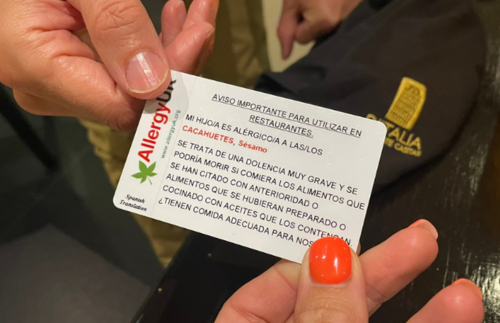 AVISO IMPORTANTE PARA UTILIZAR EN
RESTAURANTES.
MI HIJO/A ES ALÉRGICO/A A LAS/LOS
CACAHUETES, Sésamo
SE TRATA DE UNA DOLENCIA MUY GRAVE Y SE
PODRÍA MORIR SI COMIERA LOS ALIMENTOS QUE
SE HAN CITADO CON ANTERIORIDAD O
ALIMENTOS QUE SE HUBIERAN PREPARADO O
COCINADO CON ACEITES QUE LOS CONTENGAN
¿TIENEN COMIDA ADECUADA PARA
AllergyUK
www.allergyuk.org
Spanish
Translation